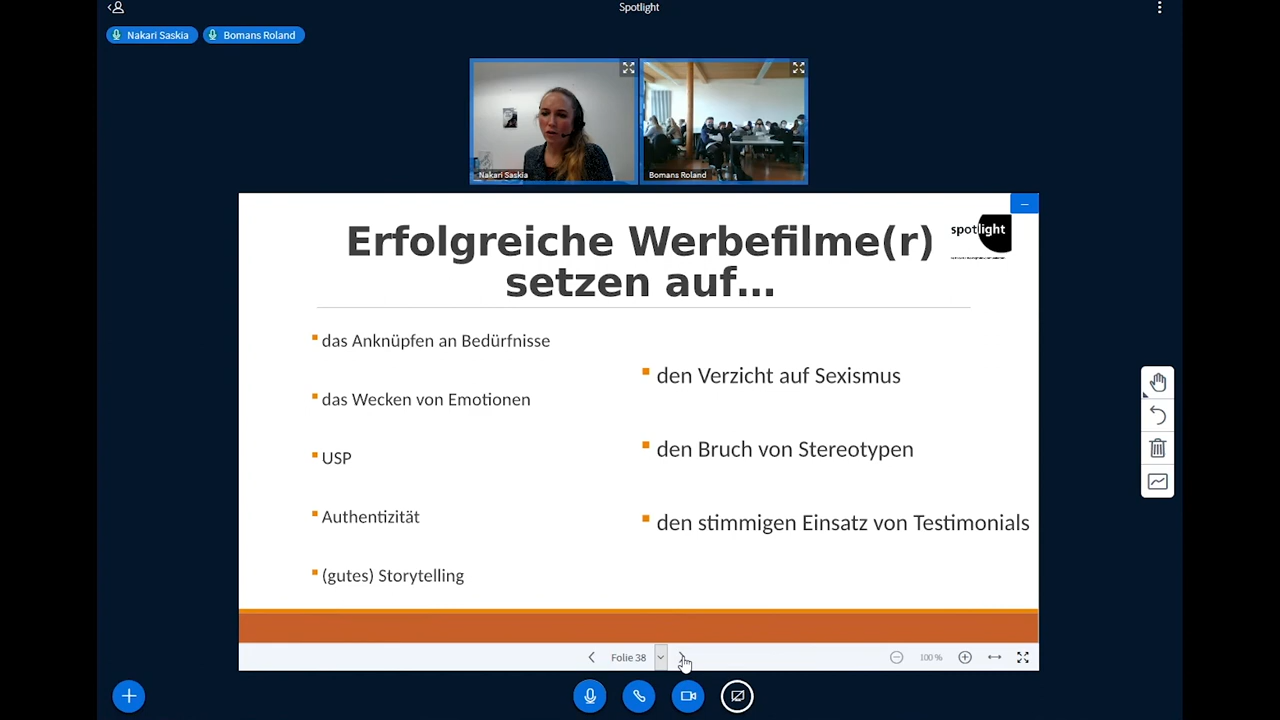 Spotlight
Nakari Saskia
Bomans Roland
Nakari Saskia
Bomans Roland
Erfolgreiche Werbefilme(r)
setzen auf...
spotlight
das Anknüpfen an Bedürfnisse
das Wecken von Emotionen
USP
Authentizität
(gutes) Storytelling
den Verzicht auf Sexismus
den Bruch von Stereotypen
den stimmigen Einsatz von Testimonials
Folie 38
100 %